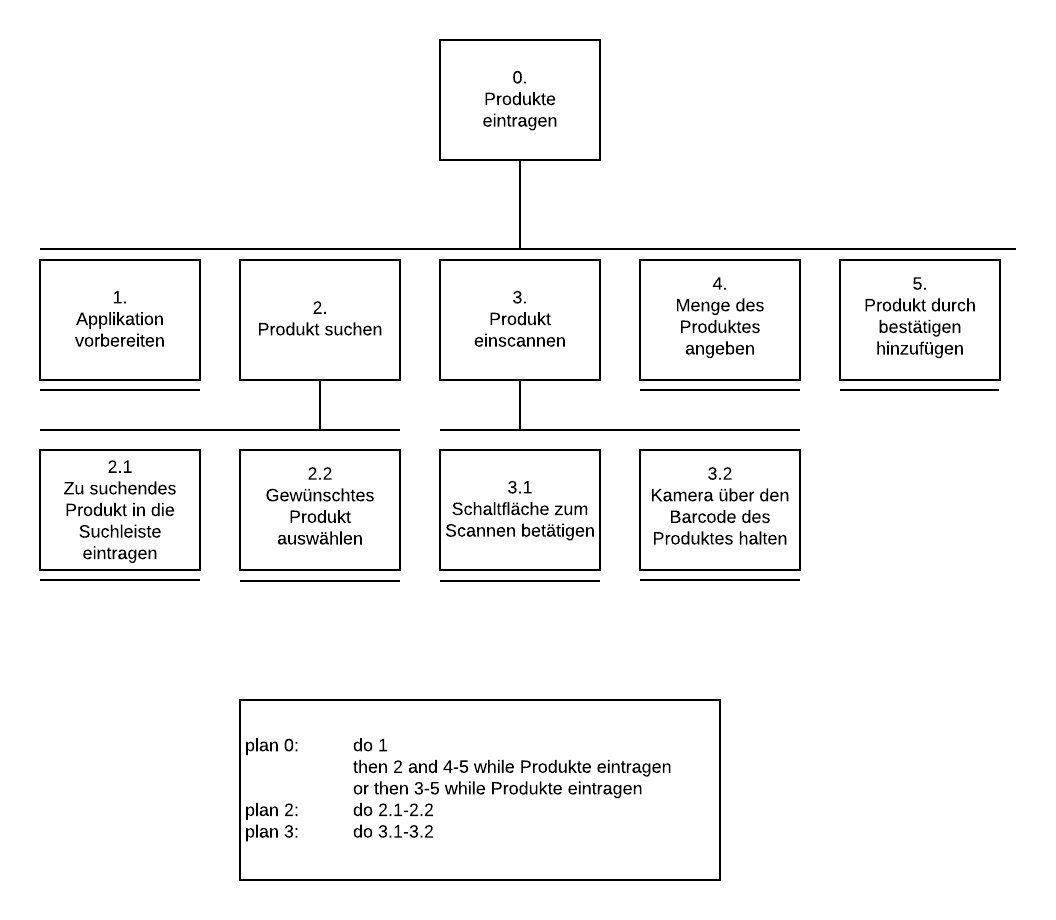 0.
Produkte
eintragen
1.
Applikation
vorbereiten
2.
Produkt suchen
3.
Produkt
einscannen
4.
Menge des
Produktes
angeben
5.
Produkt durch
bestätigen
hinzufügen
2.1
Zu suchendes
Produkt in die
Suchleiste
eintragen
2.2
Gewünschtes
Produkt
auswählen
3.1
Schaltfläche zum
Scannen betätigen
3.2
Kamera über den
Barcode des
Produktes halten
plan 0: do 1
then 2 and 4-5 while Produkte eintragen
or then 3-5 while Produkte eintragen
plan 2: do 2.1-2.2
plan 3: do 3.1-3.2